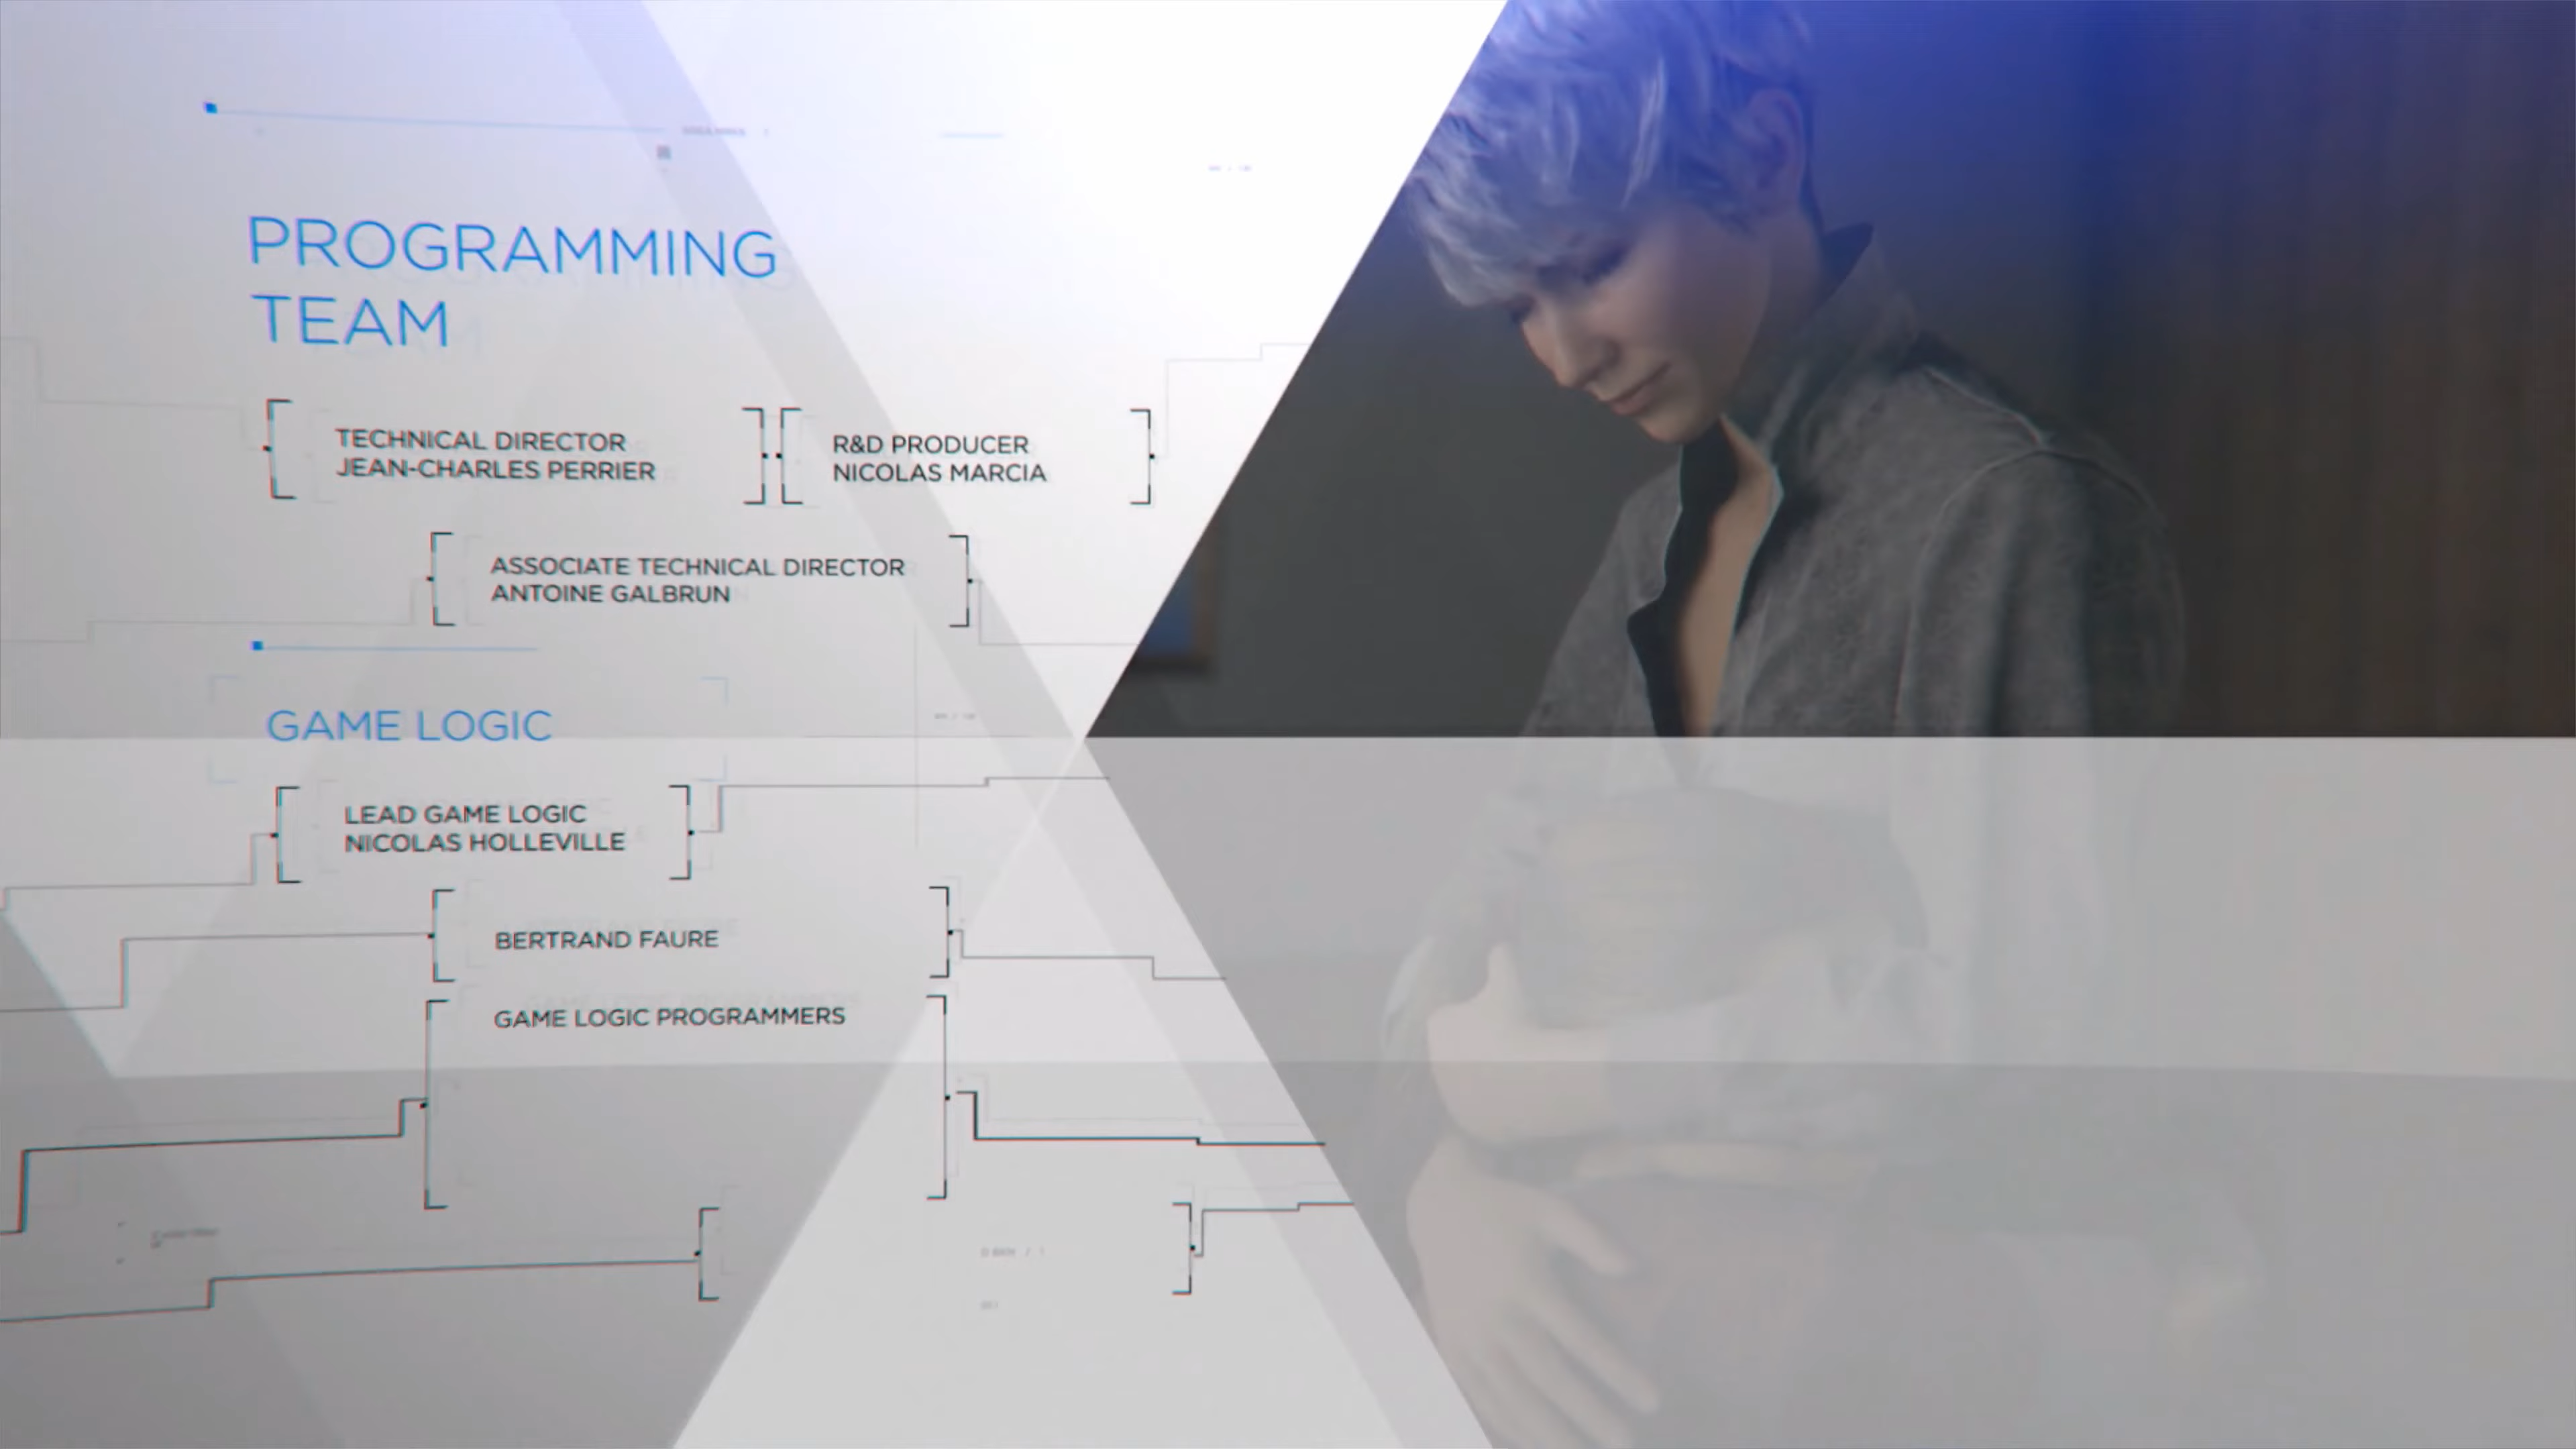 PROGRAMMING
TEAM
TECHNICAL DIRECTOR
JEAN-CHARLES PERRIER
R&D PRODUCER
NICOLAS MARCIA
ASSOCIATE TECHNICAL DIRECTOR
ANTOINE GALBRUN
GAME LOGIC
LEAD GAME LOGIC
NICOLAS HOLLEVILLE
BERTRAND FAURE
GAME LOGIC PROGRAMMERS